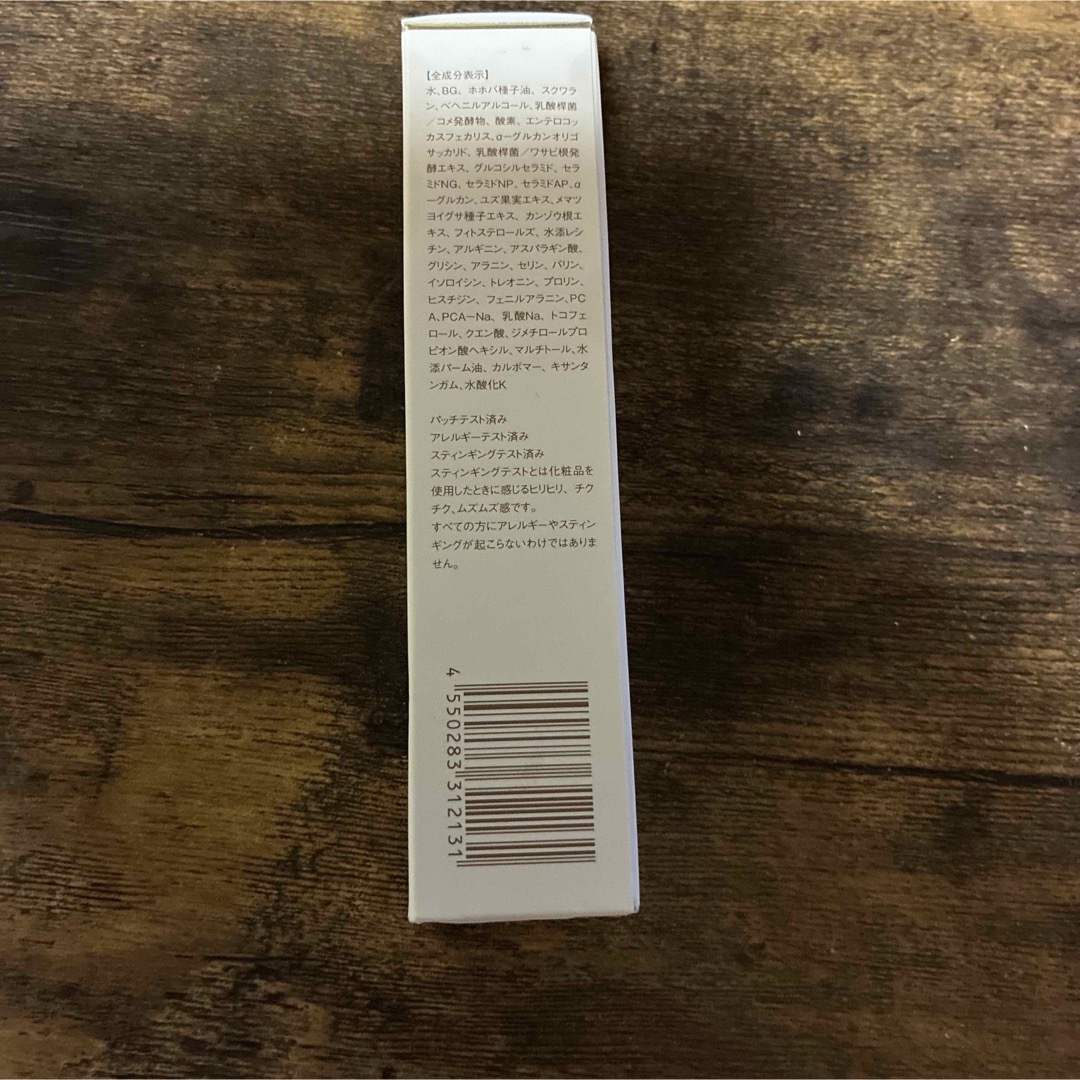 【全成分表示】
水、BG、ホホバ種子油、スクワラ
ン、ベヘニルアルコール、乳酸桿菌
／コメ発酵物、酸素、エンテロコッ
カスフェカリス、α－グルカンオリゴ
サッカリド、乳酸桿菌／ワサビ根発
酵エキス、グルコシルセラミド、セラ
ミドNG、セラミドNP、セラミドAP、α
－グルカン、ユズ果実エキス、メマツ
ヨイグサ種子エキス、カンゾウ根エ
キス、フィトステロールズ、水添レシ
チン、アルギニン、アスパラギン酸、
グリシン、アラニン、セリン、バリン、
イソロイシン、トレオニン、プロリン、
ヒスチジン、フェニルアラニン、PC
A、PCA－Na、乳酸Na、トコフェ
ロール、クエン酸、ジメチロールプロ
ピオン酸ヘキシル、マルチトール、水
添パーム油、カルボマー、キサンタ
ンガム、水酸化K
パッチテスト済み
アレルギーテスト済み
スティンギングテスト済み
スティンギングテストとは化粧品を
使用したときに感じるヒリヒリ、チク
チク、ムズムズ感です。
すべての方にアレルギーやスティン
ギングが起こらないわけではありま
せん。
4 550283 312131